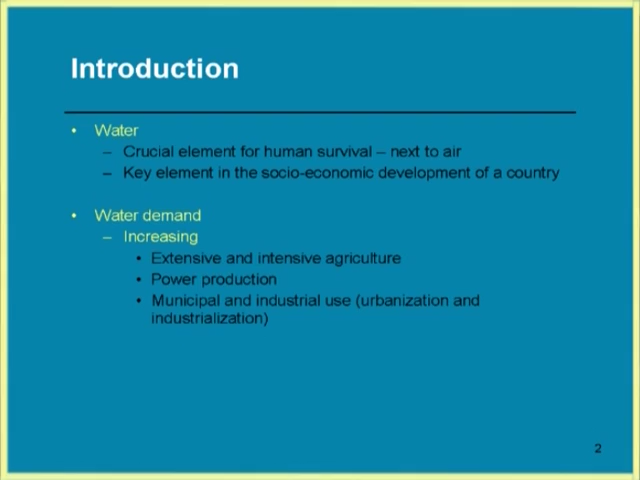 Introduction
• Water
– Crucial element for human survival – next to air
– Key element in the socio-economic development of a country
• Water demand
– Increasing
• Extensive and intensive agriculture
• Power production
• Municipal and industrial use (urbanization and
industrialization)
2